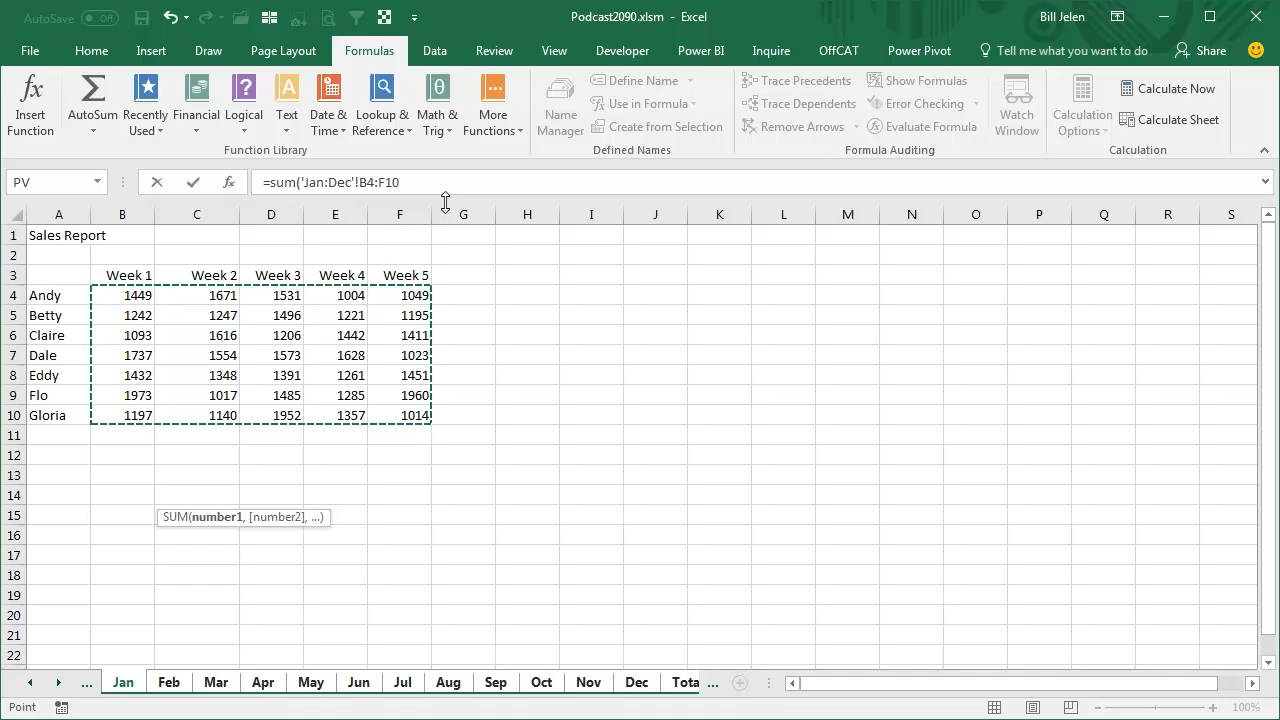 AutoSave Off Podcast2090.xlsm - Excel Bill Jelen
File Home Insert Draw Page Layout Formulas Data Review View Developer Power BI Inquire OffCAT Power Pivot Tell me what you want to do Share
fx Insert Function
Σ AutoSum
Recently Used
Financial
Logical
Text
Date & Time
Lookup & Reference
Math & Trig
More Functions
Function Library
Name Manager
Define Name
Use in Formula
Create from Selection
Defined Names
Trace Precedents
Trace Dependents
Remove Arrows
Show Formulas
Error Checking
Evaluate Formula
Formula Auditing
Watch Window
Calculation Options
Calculate Now
Calculate Sheet
Calculation
PV fx =sum('Jan:Dec'!B4:F10
A B C D E F G H I J K L M N O P Q R S
1 Sales Report
2
3 Week 1 Week 2 Week 3 Week 4 Week 5
4 Andy 1449 1671 1531 1004 1049
5 Betty 1242 1247 1496 1221 1195
6 Claire 1093 1616 1206 1442 1411
7 Dale 1737 1554 1573 1628 1023
8 Eddy 1432 1348 1391 1261 1451
9 Flo 1973 1017 1485 1285 1960
10 Gloria 1197 1140 1952 1357 1014
11
12
13
14
15 SUM(number1, [number2], ...)
16
17
18
19
20
21
22
... Jan Feb Mar Apr May Jun Jul Aug Sep Oct Nov Dec Tota ...
Point 100%